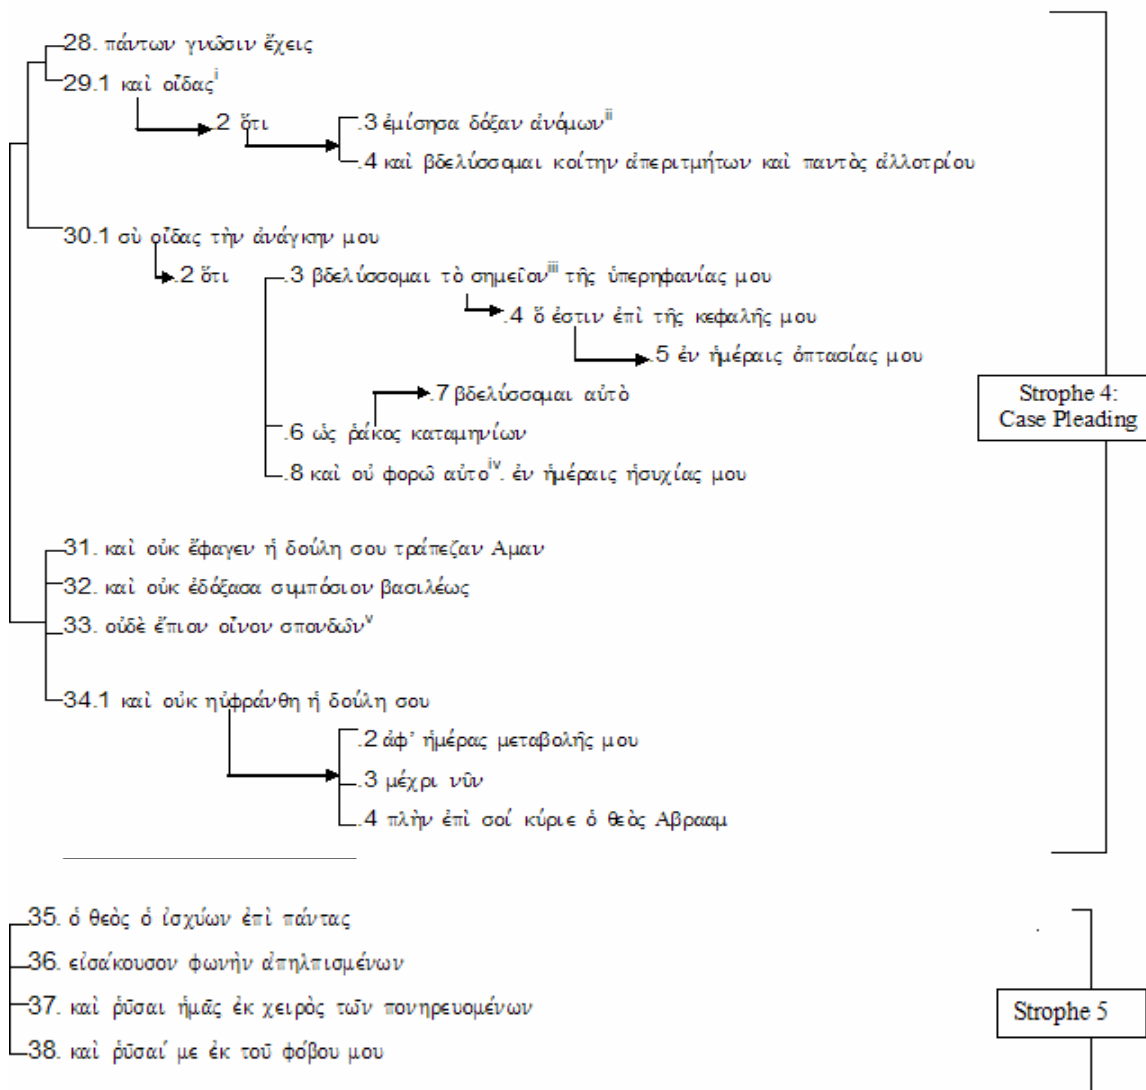 28. πάντων γνῶσιν ἔχεις
29.1 καὶ οἶδας i
.2 ὅτι
.3 ἐμίσησα δόξαν ἀνόμων ii
.4 καὶ βδελύσσομαι κοίτην ἀπεριτμήτων καὶ παντὸς ἀλλοτρίου
30.1 σὺ οἶδας τὴν ἀνάγκην μου
.2 ὅτι
.3 βδελύσσομαι τὸ σημεῖον iii τῆς ὑπερηφανίας μου
.4 ὅ ἐστιν ἐπὶ τῆς κεφαλῆς μου
.5 ἐν ἡμέραις ὀπτασίας μου
.7 βδελύσσομαι αὐτὸ
.6 ὡς ῥάκος καταμηνίων
.8 καὶ οὐ φορῶ αὐτο iv. ἐν ἡμέραις ἡσυχίας μου
Strophe 4:
Case Pleading
31. καὶ οὐκ ἔφαγεν ἡ δούλη σου τράπεζαν Αμαν
32. καὶ οὐκ ἐδόξασα συμπόσιον βασιλέως
33. οὐδὲ ἔπιον οἶνον σπονδῶν v
34.1 καὶ οὐκ ηὐφράνθη ἡ δούλη σου
.2 ἀφ' ἡμέρας μεταβολῆς μου
.3 μέχρι νῦν
.4 πλὴν ἐπὶ σοί κύριε ὁ θεὸς Αβρααμ
35. ὁ θεὸς ὁ ἰσχύων ἐπὶ πάντας
36. εἰσάκουσον φωνὴν ἀπηλπισμένων
37. καὶ ῥῦσαι ἡμᾶς ἐκ χειρὸς τῶν πονηρευομένων
38. καὶ ῥῦσαί με ἐκ τοῦ φόβου μου
Strophe 5